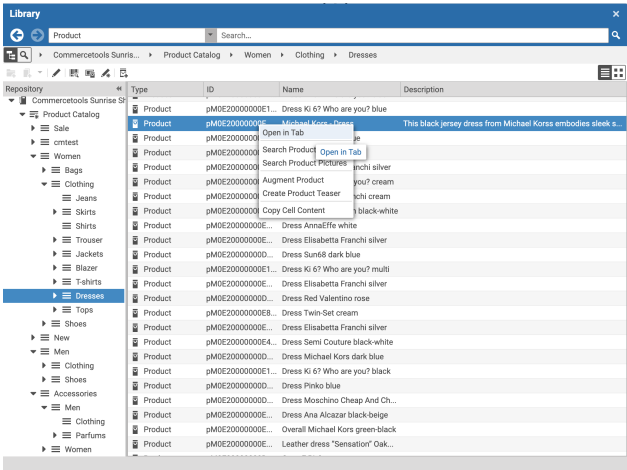 Library
Product
Search...
Commercetools Sunris... Product Catalog Women Clothing Dresses
Repository
Commercetools Sunrise Sh
Product Catalog
Sale
cmtest
Women
Bags
Clothing
Jeans
Skirts
Shirts
Trouser
Jackets
Blazer
T-shirts
Dresses
Tops
Shoes
New
Men
Clothing
Shoes
Accessories
Men
Clothing
Parfums
Women
Type ID Name Description
Product pM0E20000000E1... Dress Ki 6? Who are you? blue
Product pM0E20000000E... Michael Kors - Dress This black jersey dress from Michael Korss embodies sleek s...
Product pM0E2 ue
Product pM0E2 nchi silver
Product pM0E2 you? cream
Product pM0E2 nchi cream
Product pM0E2 n black-white
Product pM0E20000000E... Dress AnnaEffe white
Product pM0E20000000E... Dress Elisabetta Franchi silver
Product pM0E20000000D... Dress Sun68 dark blue
Product pM0E20000000E1... Dress Ki 6? Who are you? multi
Product pM0E20000000E... Dress Elisabetta Franchi silver
Product pM0E20000000D... Dress Red Valentino rose
Product pM0E20000000E8... Dress Twin-Set cream
Product pM0E20000000E... Dress Elisabetta Franchi silver
Product pM0E20000000E4... Dress Semi Couture black-white
Product pM0E20000000D... Dress Michael Kors dark blue
Product pM0E20000000E1... Dress Ki 6? Who are you? black
Product pM0E20000000D... Dress Pinko blue
Product pM0E20000000D... Dress Moschino Cheap And Ch...
Product pM0E20000000D... Dress Ana Alcazar black-beige
Product pM0E20000000E... Overall Michael Kors green-black
Product pM0E20000000E... Leather dress "Sensation" Oak...
Open in Tab
Search Product
Search Product Pictures
Augment Product
Create Product Teaser
Copy Cell Content
Open in Tab